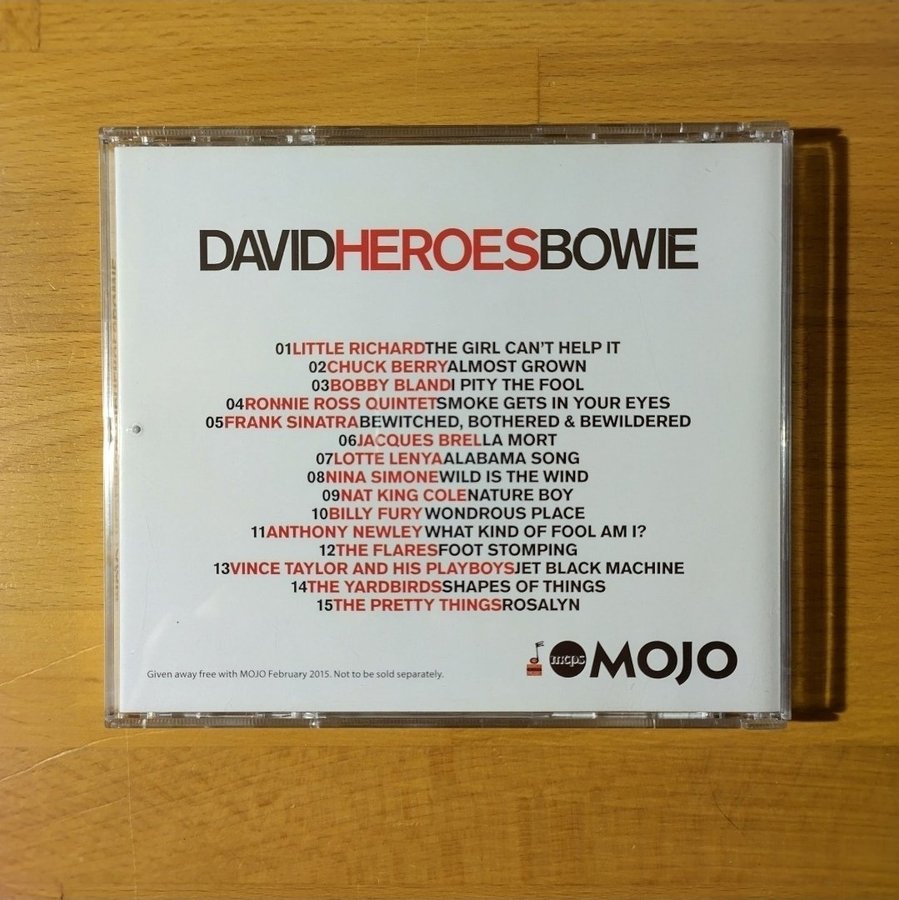 DAVIDHEROESBOWIE
01LITTLE RICHARDTHE GIRL CAN'T HELP IT
02CHUCK BERRYALMOST GROWN
03BOBBY BLANDI PITY THE FOOL
04RONNIE ROSS QUINTETSMOKE GETS IN YOUR EYES
05FRANK SINATRABEWITCHED, BOTHERED & BEWILDERED
06JACQUES BRELLA MORT
07LOTTE LENYAALABAMA SONG
08NINA SIMONEWILD IS THE WIND
09NAT KING COLENATURE BOY
10BILLY FURYWONDROUS PLACE
11ANTHONY NEWLEYWHAT KIND OF FOOL AM I?
12THE FLARESFOOT STOMPING
13VINCE TAYLOR AND HIS PLAYBOYSJET BLACK MACHINE
14THE YARDBIRDSSHAPES OF THINGS
15THE PRETTY THINGSROSALYN
Given away free with MOJO February 2015. Not to be sold separately.
mcps
MOJO